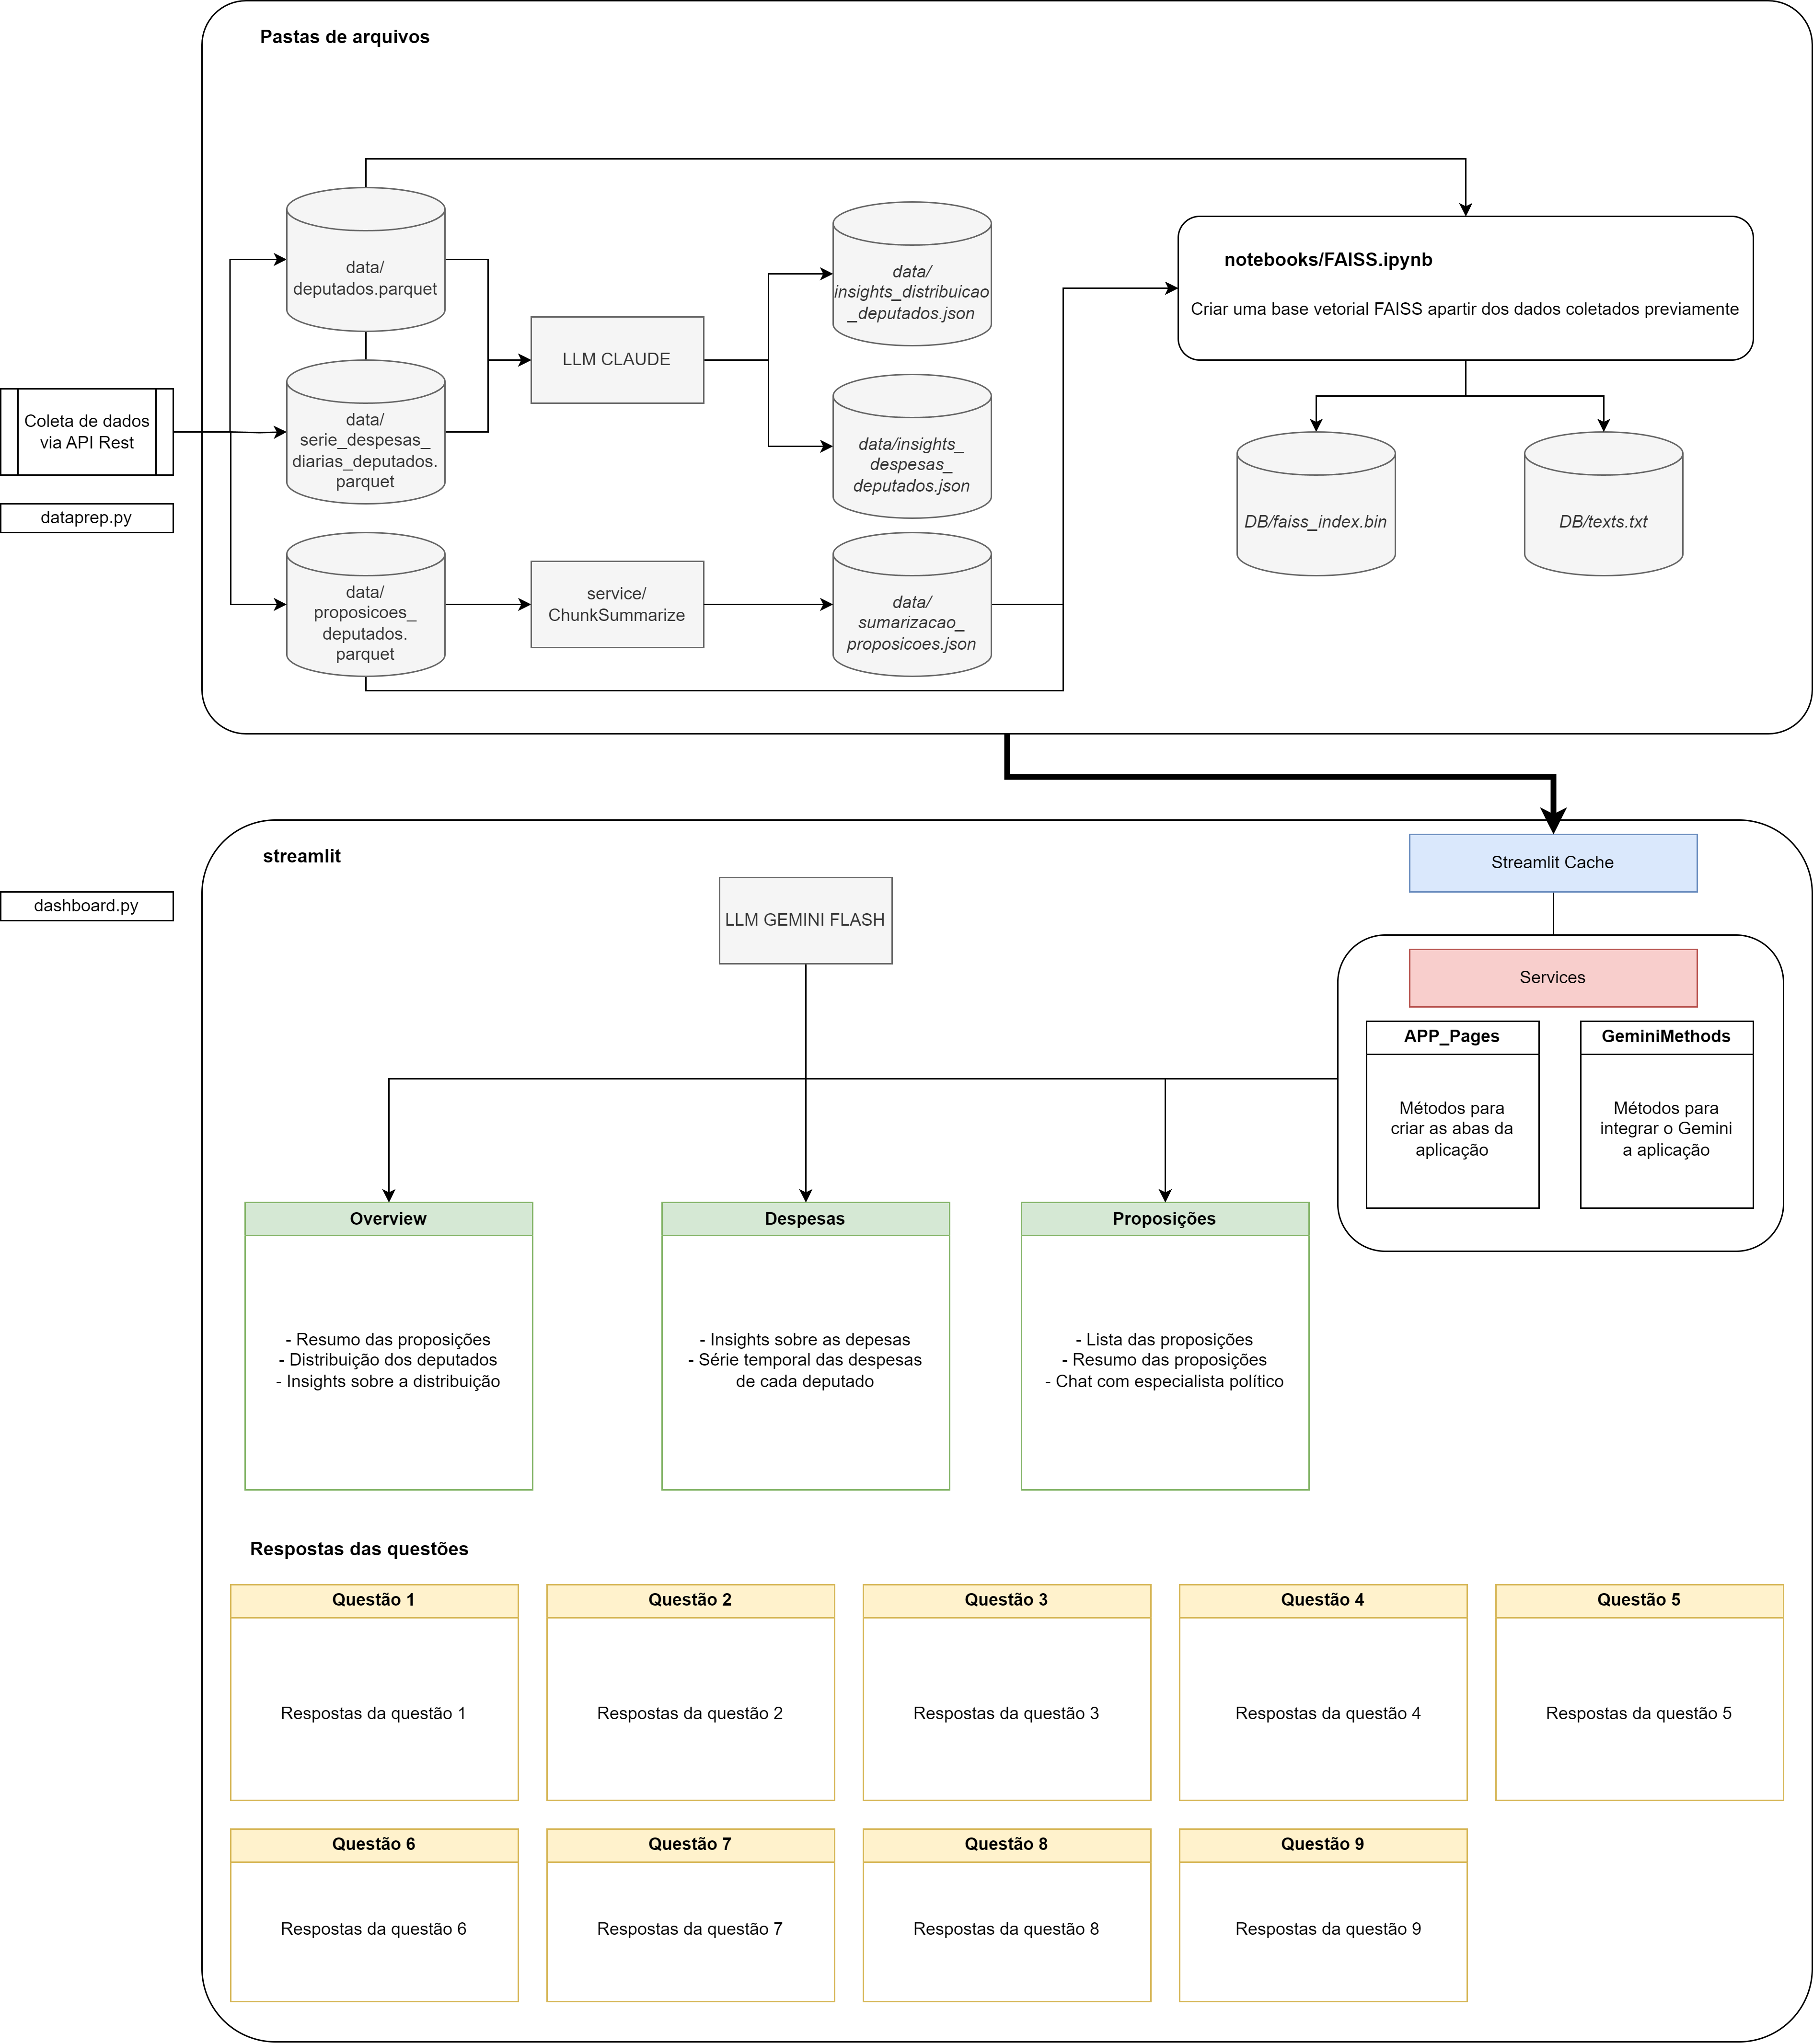 Pastas de arquivos
data/
deputados.parquet
data/
serie_despesas_
diarias_deputados.
parquet
data/
proposicoes_
deputados.
parquet
Coleta de dados
via API Rest
dataprep.py
LLM CLAUDE
service/
ChunkSummarize
data/
insights_distribuicao
_deputados.json
data/insights_
despesas_
deputados.json
data/
sumarizacao_
proposicoes.json
notebooks/FAISS.ipynb
Criar uma base vetorial FAISS apartir dos dados coletados previamente
DB/faiss_index.bin
DB/texts.txt
streamlit
dashboard.py
LLM GEMINI FLASH
Streamlit Cache
Services
APP_Pages
Métodos para
criar as abas da
aplicação
GeminiMethods
Métodos para
integrar o Gemini
a aplicação
Overview
- Resumo das proposições
- Distribuição dos deputados
- Insights sobre a distribuição
Despesas
- Insights sobre as depesas
- Série temporal das despesas
de cada deputado
Proposições
- Lista das proposições
- Resumo das proposições
- Chat com especialista político
Respostas das questões
Questão 1
Respostas da questão 1
Questão 2
Respostas da questão 2
Questão 3
Respostas da questão 3
Questão 4
Respostas da questão 4
Questão 5
Respostas da questão 5
Questão 6
Respostas da questão 6
Questão 7
Respostas da questão 7
Questão 8
Respostas da questão 8
Questão 9
Respostas da questão 9